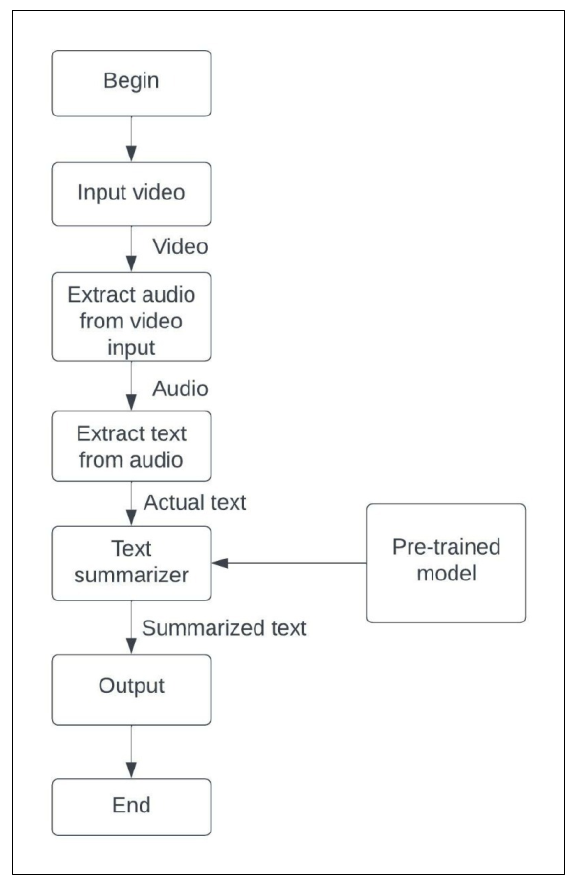 Begin
Input video
Video
Extract audio
from video
input
Audio
Extract text
from audio
Actual text
Text
summarizer
Pre-trained
model
Summarized text
Output
End